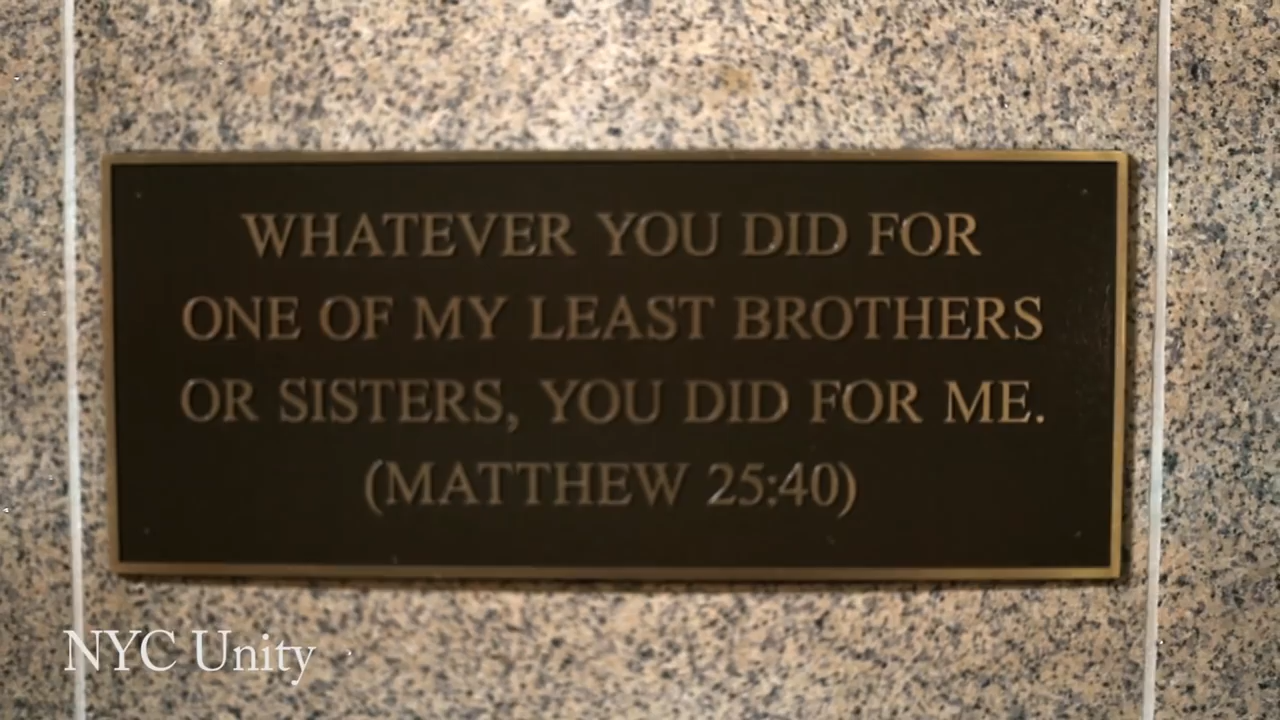 WHATEVER YOU DID FOR
ONE OF MY LEAST BROTHERS
OR SISTERS, YOU DID FOR ME.
(MATTHEW 25:40)
NYC Unity